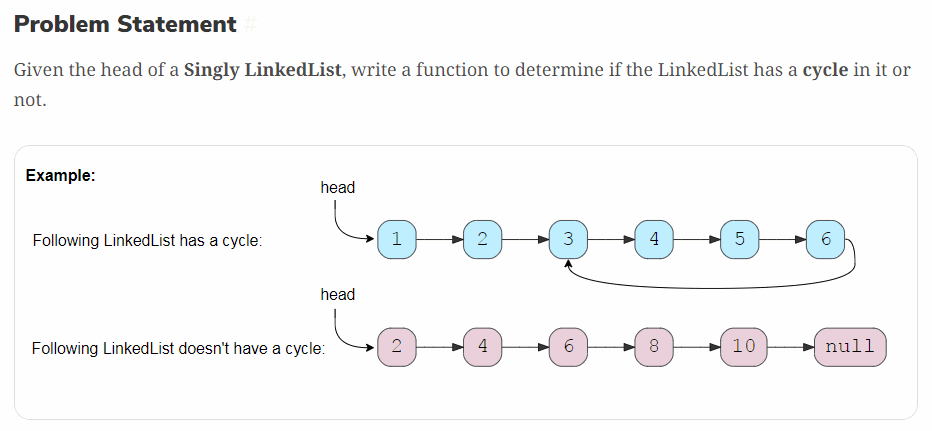 Problem Statement #
Given the head of a Singly LinkedList, write a function to determine if the LinkedList has a cycle in it or
not.
Example:
head
Following LinkedList has a cycle:
1
2
3
4
5
6
head
Following LinkedList doesn't have a cycle:
2
4
6
8
10
null